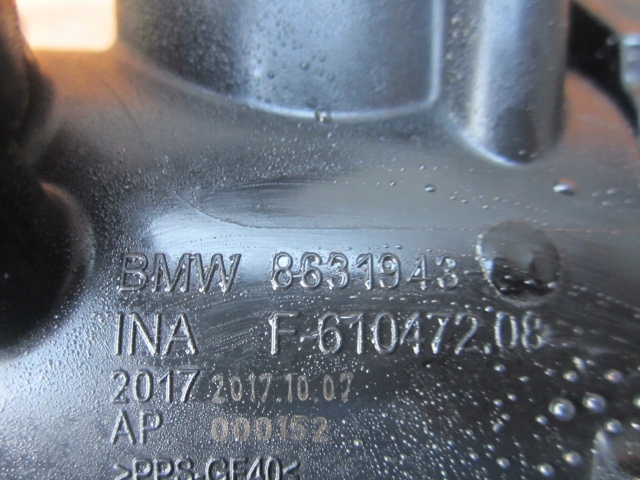 BMW 8631943-
INA F-610472.08
2017 2017.10.07
AP 000152
>PPS-GF40<